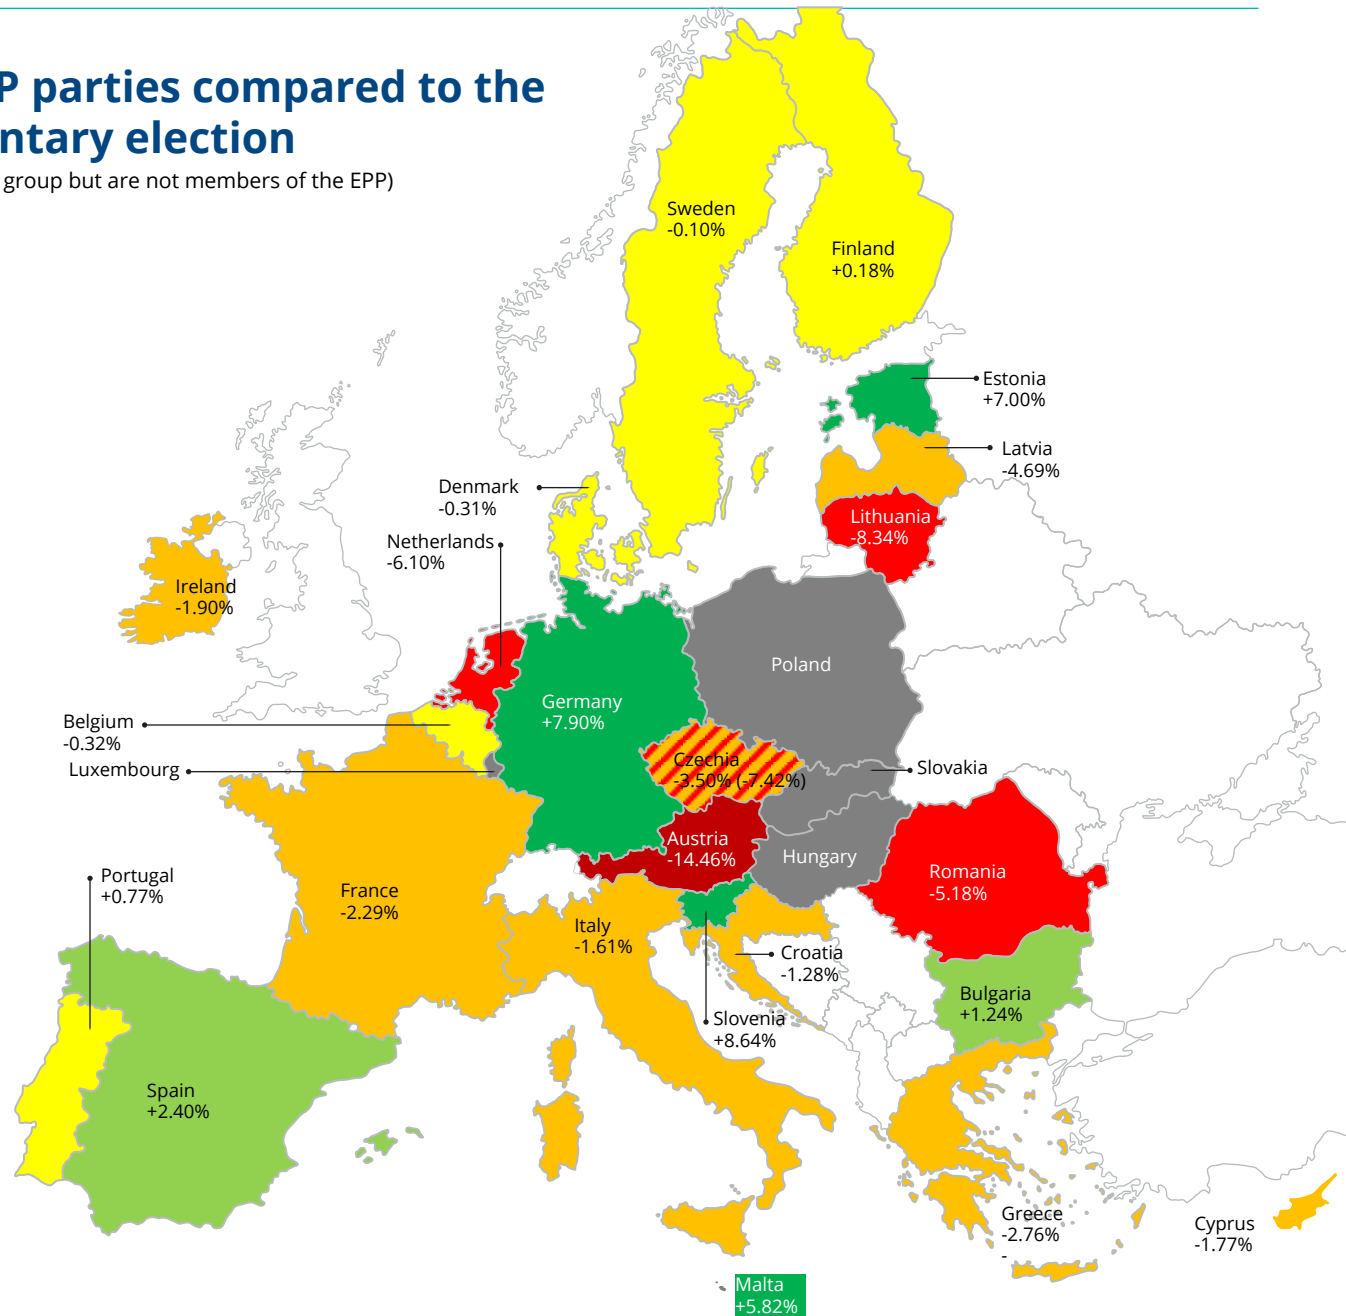 P parties compared to the
ntary election
group but are not members of the EPP)
Sweden
-0.10%
Finland
+0.18%
Estonia
+7.00%
Latvia
-4.69%
Denmark
-0.31%
Lithuania
-8.34%
Netherlands
-6.10%
Ireland
-1.90%
Poland
Germany
+7.90%
Belgium
-0.32%
Luxembourg
Czechia
-3.50% (-7.42%)
Slovakia
Austria
-14.46%
Hungary
Romania
-5.18%
Portugal
+0.77%
France
-2.29%
Italy
-1.61%
Croatia
-1.28%
Bulgaria
+1.24%
Slovenia
+8.64%
Spain
+2.40%
Greece
-2.76%
-
Cyprus
-1.77%
Malta
+5.82%